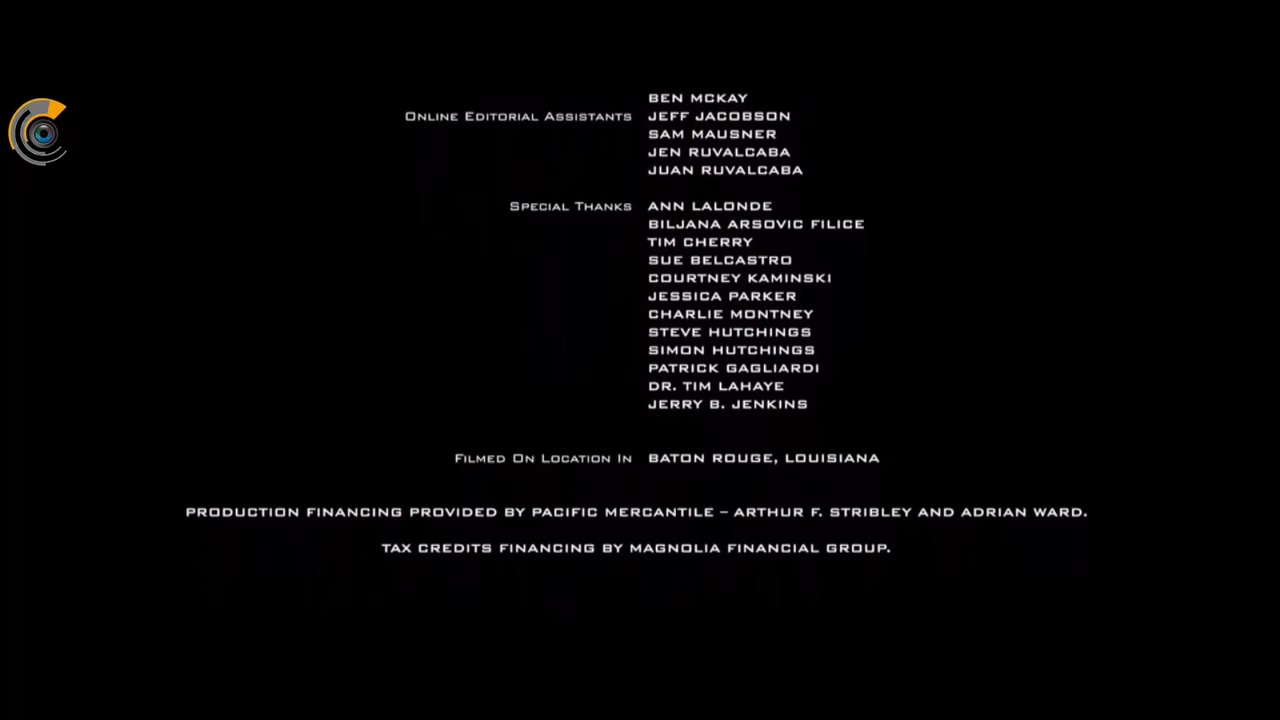 BEN MCKAY
ONLINE EDITORIAL ASSISTANTS JEFF JACOBSON
SAM MAUSNER
JEN RUVALCABA
JUAN RUVALCABA
SPECIAL THANKS ANN LALONDE
BILJANA ARSOVIC FILICE
TIM CHERRY
SUE BELCASTRO
COURTNEY KAMINSKI
JESSICA PARKER
CHARLIE MONTNEY
STEVE HUTCHINGS
SIMON HUTCHINGS
PATRICK GAGLIARDI
DR. TIM LAHAYE
JERRY B. JENKINS
FILMED ON LOCATION IN BATON ROUGE, LOUISIANA
PRODUCTION FINANCING PROVIDED BY PACIFIC MERCANTILE – ARTHUR F. STRIBLEY AND ADRIAN WARD.
TAX CREDITS FINANCING BY MAGNOLIA FINANCIAL GROUP.